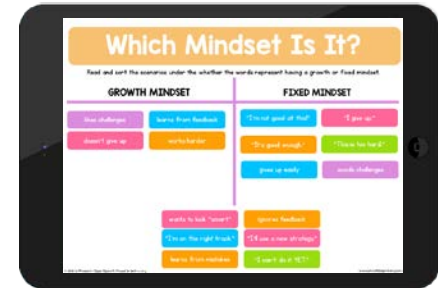 Which Mindset Is It?
Read and sort the scenarios under the whether the words represent having a growth or fixed mindset.
GROWTH MINDSET
FIXED MINDSET
likes challenges
learns from feedback
doesn't give up
works harder
"I'm not good at that"
"I give up."
"It's good enough"
"This is too hard."
gives up easily
avoids challenges
wants to look "smart"
ignores feedback
"I'm on the right track"
"I'll use a new strategy"
learns from mistakes
"I can't do it YET!"